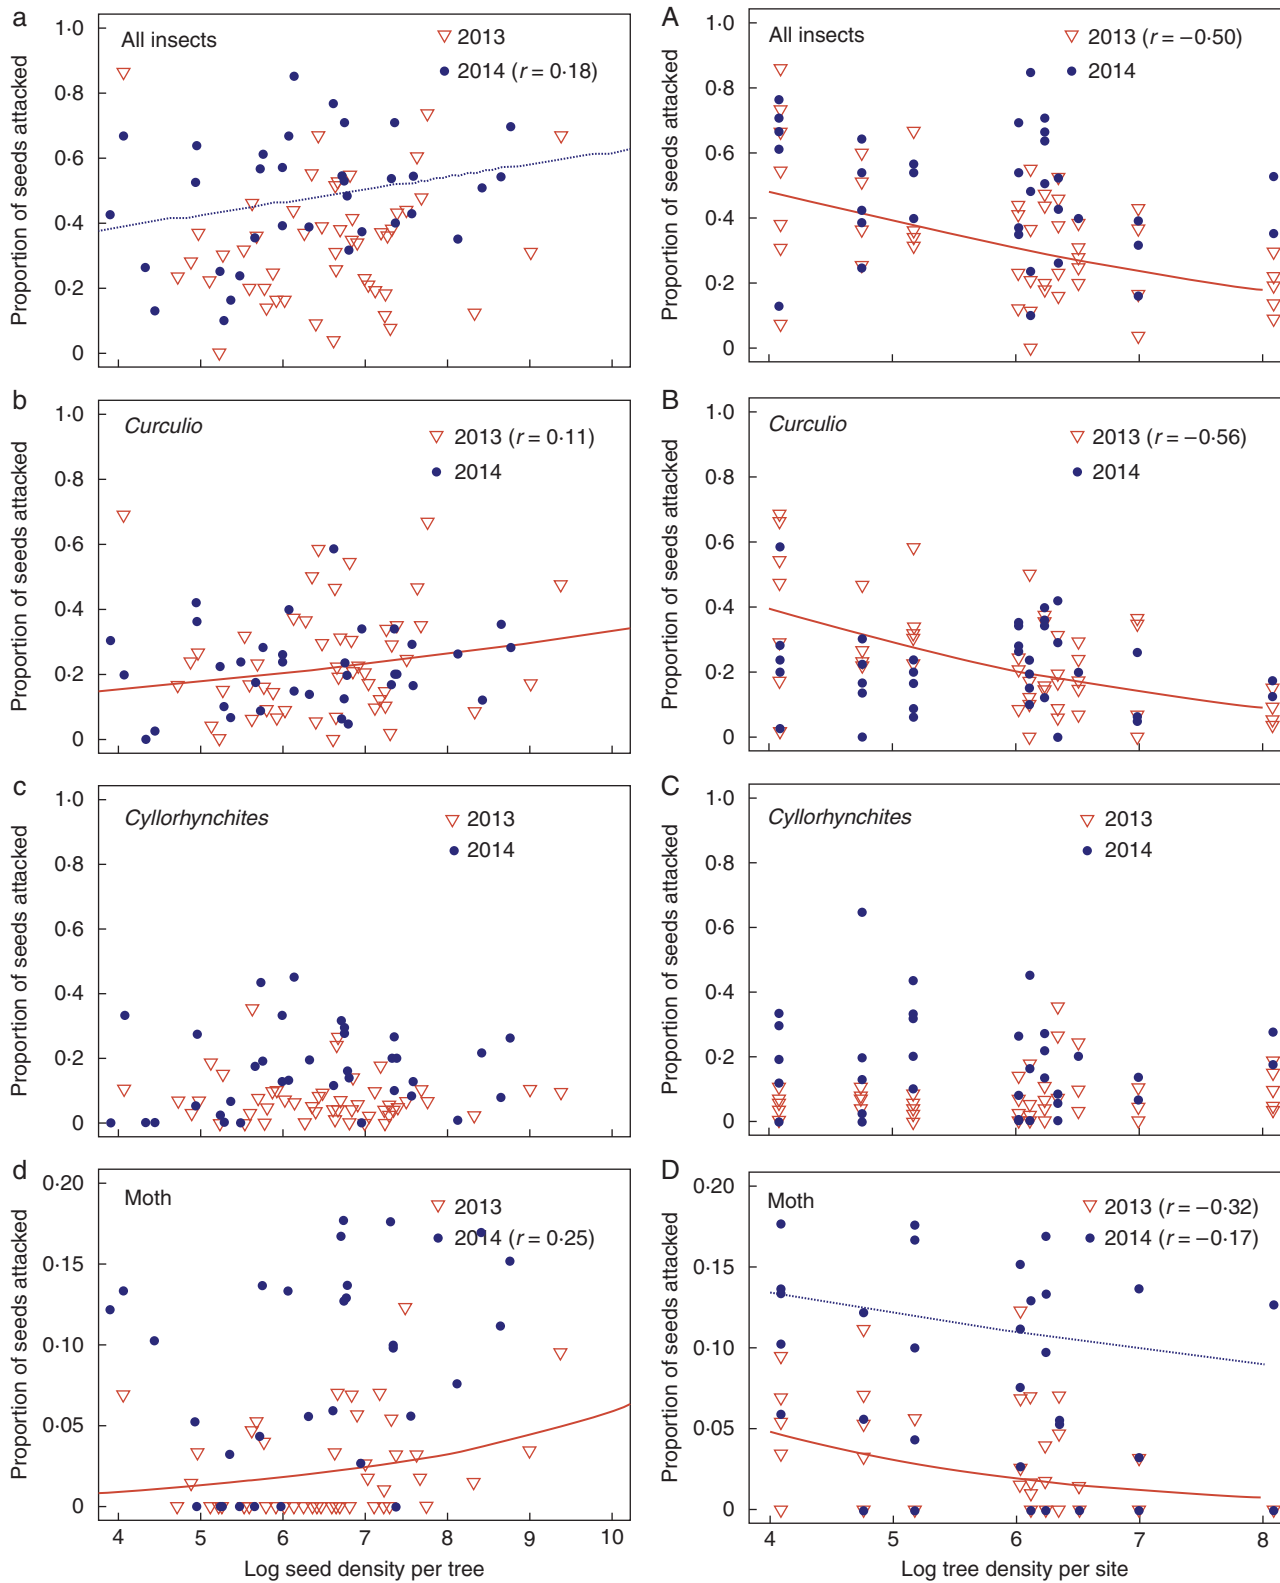 a
All insects
2013
2014 (r = 0·18)
Proportion of seeds attacked
1·0
0·8
0·6
0·4
0·2
0
A
All insects
2013 (r = −0·50)
2014
Proportion of seeds attacked
1·0
0·8
0·6
0·4
0·2
0
b
Curculio
2013 (r = 0·11)
2014
Proportion of seeds attacked
1·0
0·8
0·6
0·4
0·2
0
B
Curculio
2013 (r = −0·56)
2014
Proportion of seeds attacked
1·0
0·8
0·6
0·4
0·2
0
c
Cyllorhynchites
2013
2014
Proportion of seeds attacked
1·0
0·8
0·6
0·4
0·2
0
C
Cyllorhynchites
2013
2014
Proportion of seeds attacked
1·0
0·8
0·6
0·4
0·2
0
d
Moth
2013
2014 (r = 0·25)
Proportion of seeds attacked
0·20
0·15
0·10
0·05
0
4 5 6 7 8 9 10
Log seed density per tree
D
Moth
2013 (r = −0·32)
2014 (r = −0·17)
Proportion of seeds attacked
0·20
0·15
0·10
0·05
0
4 5 6 7 8
Log tree density per site